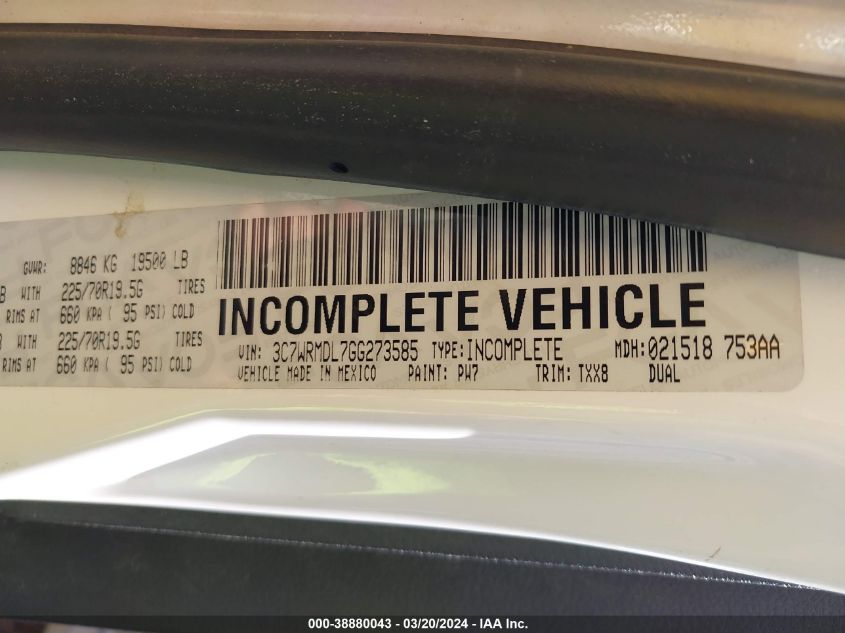 GVWR: 8846 KG 19500 LB
B WITH 225/70R19.5G TIRES
RIMS AT 660 KPA ( 95 PSI) COLD
WITH 225/70R19.5G TIRES
RIMS AT 660 KPA ( 95 PSI) COLD
INCOMPLETE VEHICLE
VIN: 3C7WRMDL7GG273585 TYPE:INCOMPLETE MDH:021518 753AA
VEHICLE MADE IN MEXICO PAINT: PW7 TRIM: TXX8 DUAL
000-38880043 — 03/20/2024 — IAA Inc.